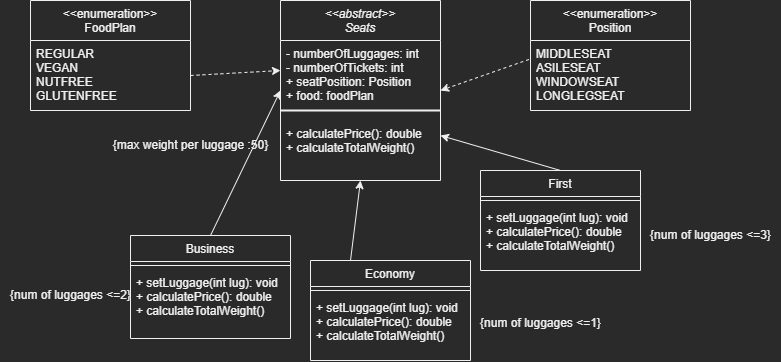 <<enumeration>>
FoodPlan
REGULAR
VEGAN
NUTFREE
GLUTENFREE
<<abstract>>
Seats
- numberOfLuggages: int
- numberOfTickets: int
+ seatPosition: Position
+ food: foodPlan
+ calculatePrice(): double
+ calculateTotalWeight()
<<enumeration>>
Position
MIDDLESEAT
ASILESEAT
WINDOWSEAT
LONGLEGSEAT
{max weight per luggage :50}
First
+ setLuggage(int lug): void
+ calculatePrice(): double
+ calculateTotalWeight()
{num of luggages <=3}
Business
+ setLuggage(int lug): void
+ calculatePrice(): double
+ calculateTotalWeight()
{num of luggages <=2}
Economy
+ setLuggage(int lug): void
+ calculatePrice(): double
+ calculateTotalWeight()
{num of luggages <=1}